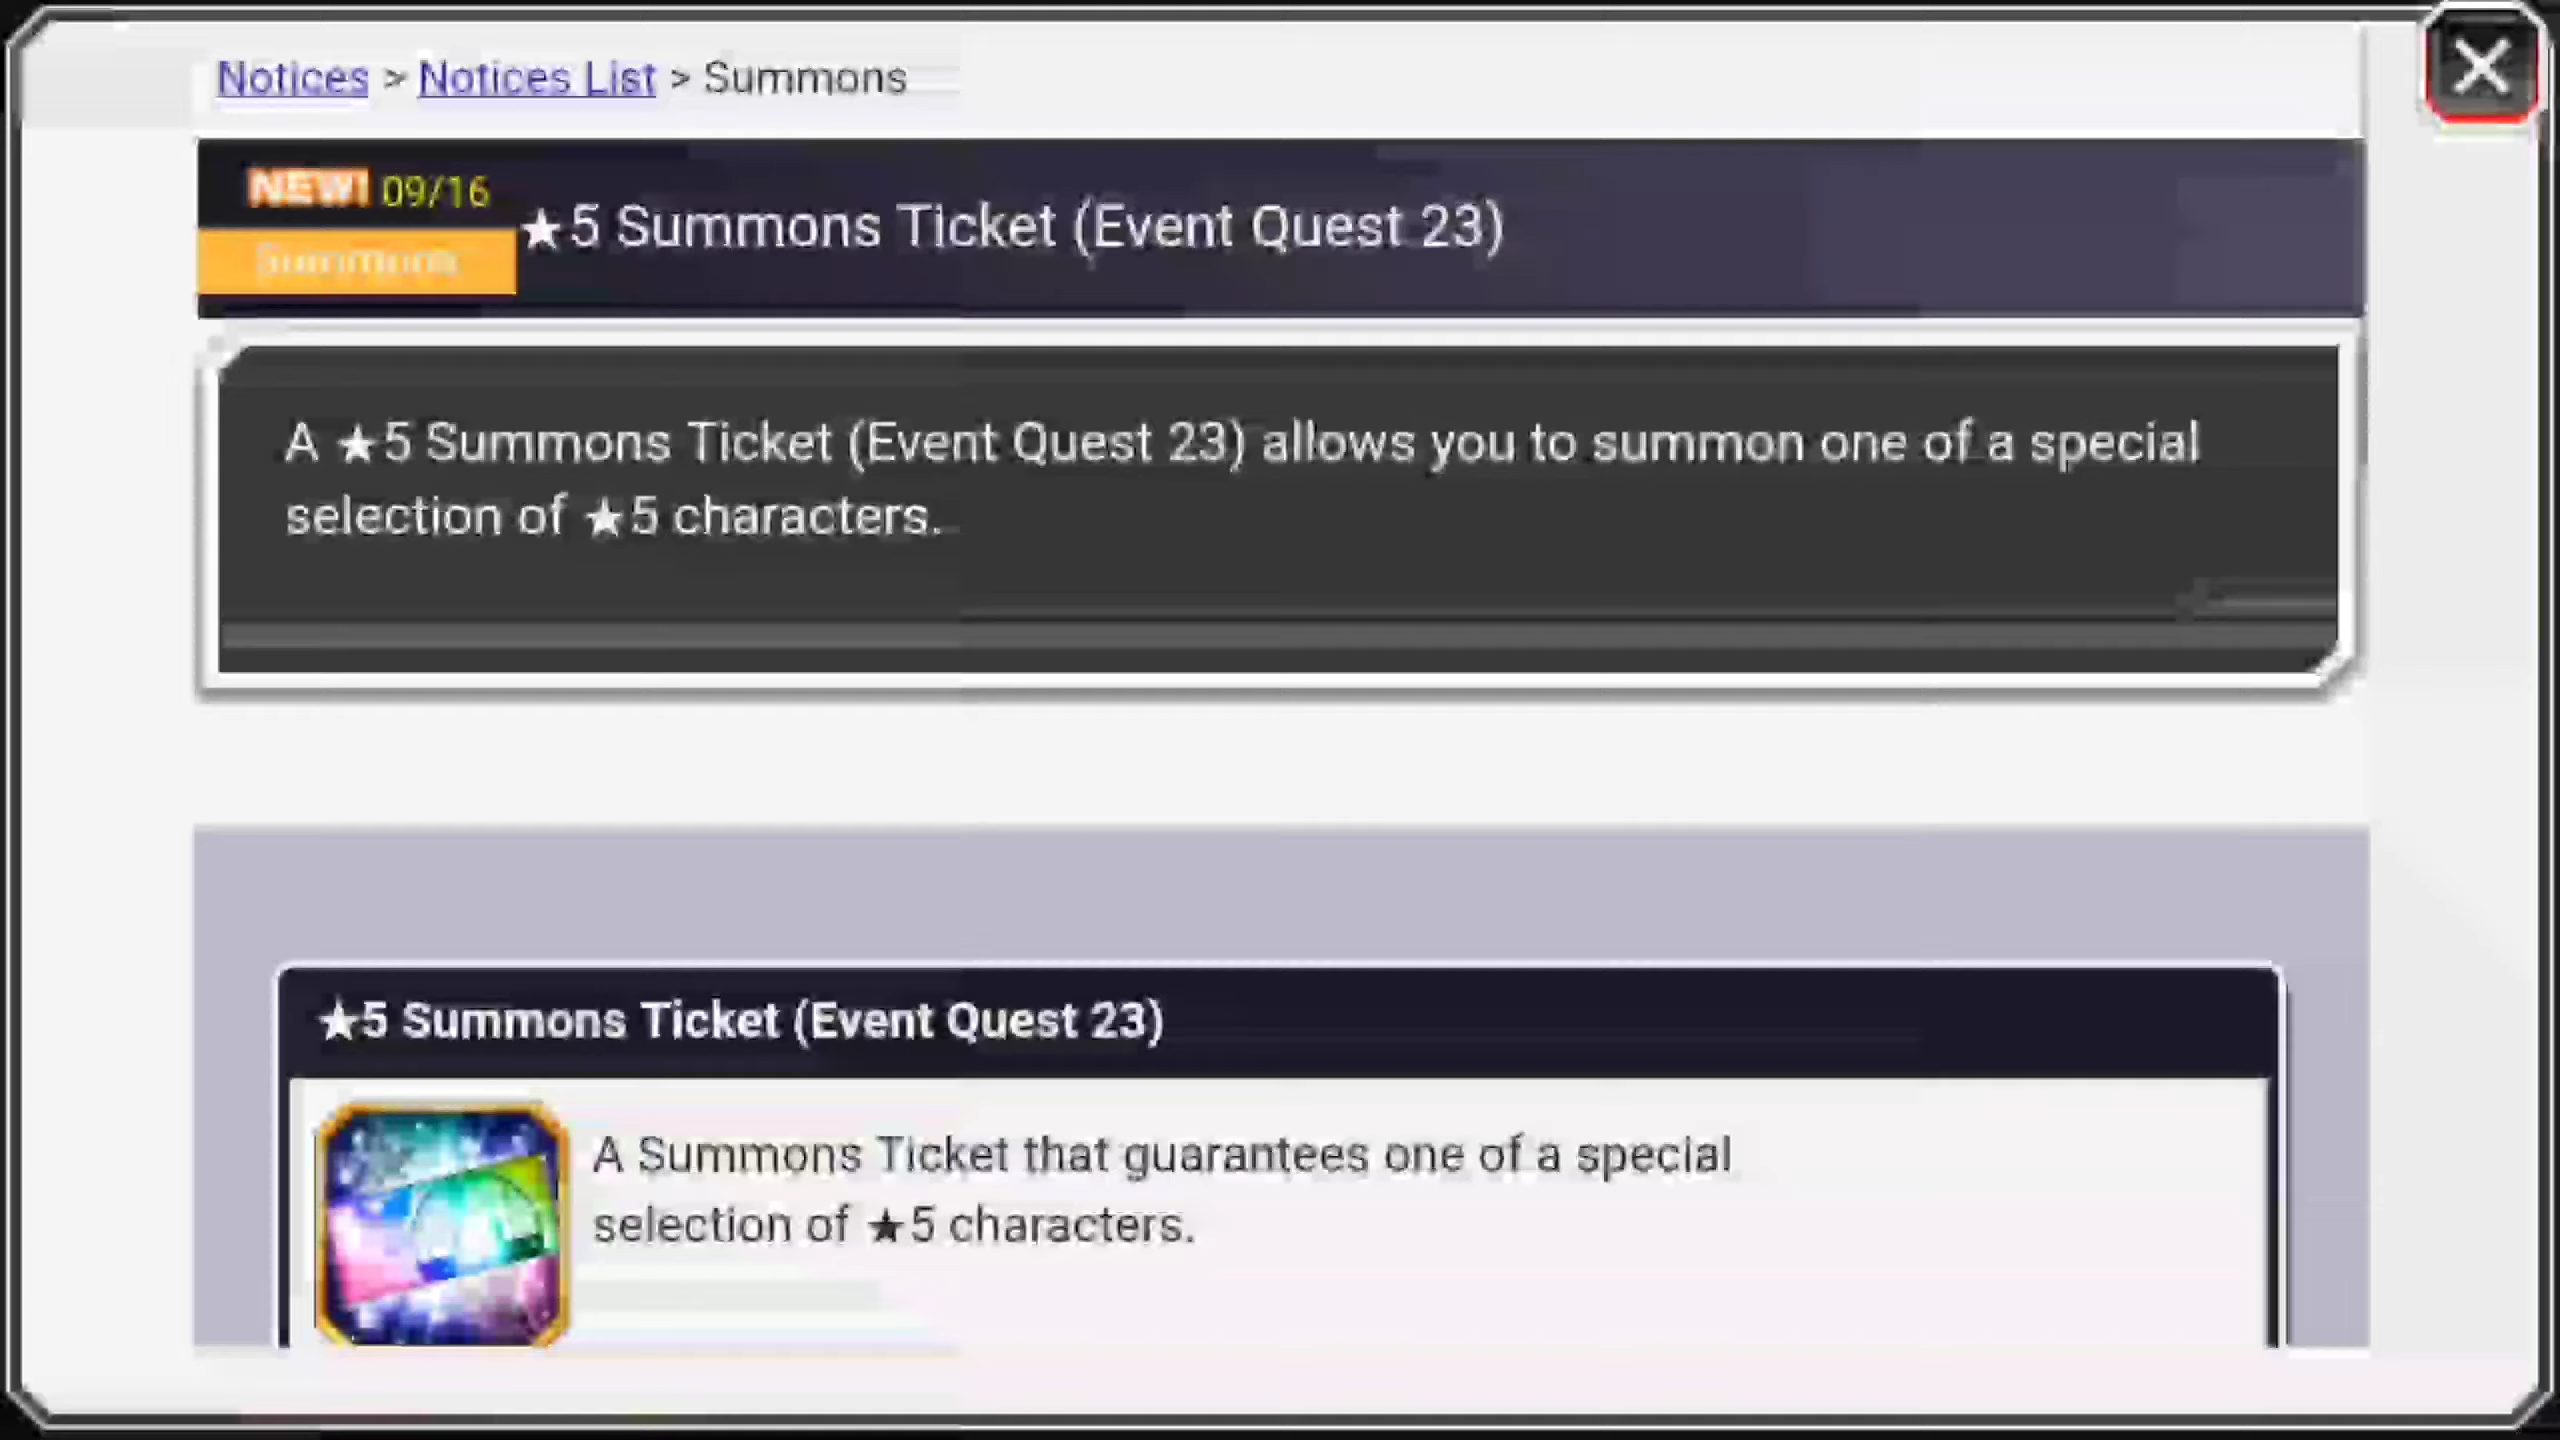 Notices > Notices List > Summons
NEW! 09/16
Summons
★5 Summons Ticket (Event Quest 23)
A ★5 Summons Ticket (Event Quest 23) allows you to summon one of a special
selection of ★5 characters.
★5 Summons Ticket (Event Quest 23)
A Summons Ticket that guarantees one of a special
selection of ★5 characters.